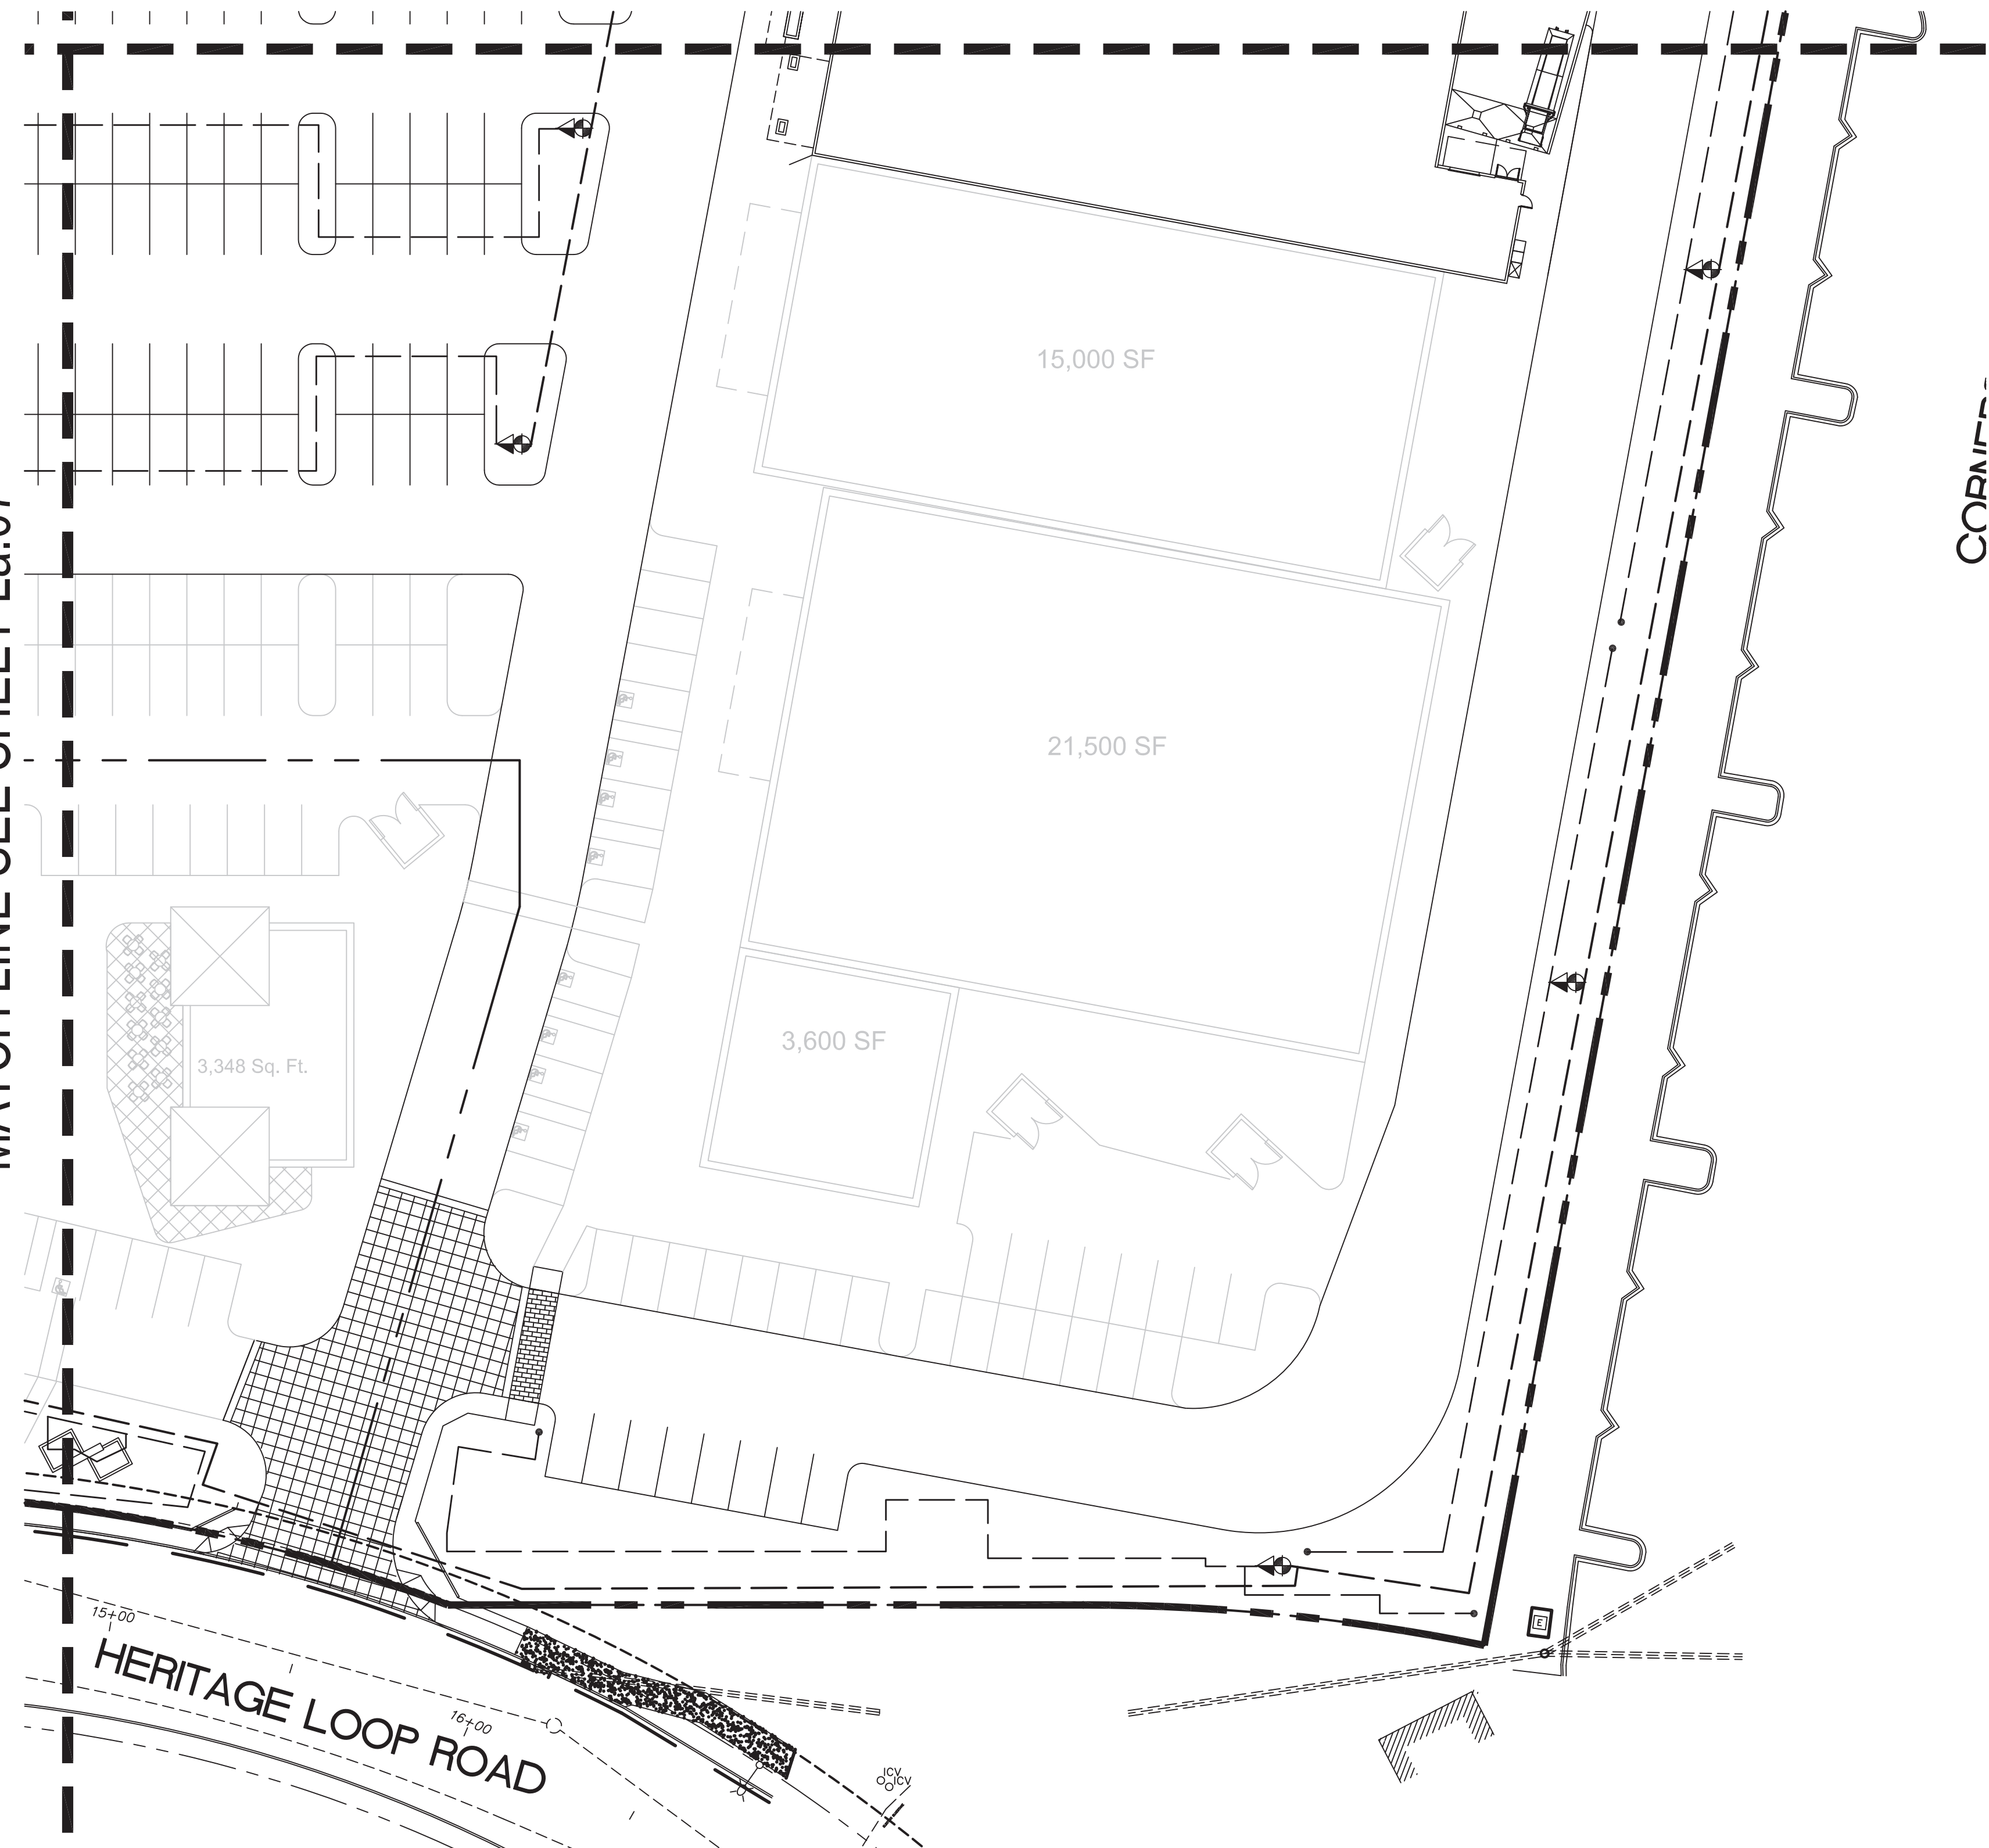 15,000 SF
21,500 SF
3,600 SF
3,348 Sq. Ft.
E
15+00
HERITAGE LOOP ROAD
16+00
ICV
ICV